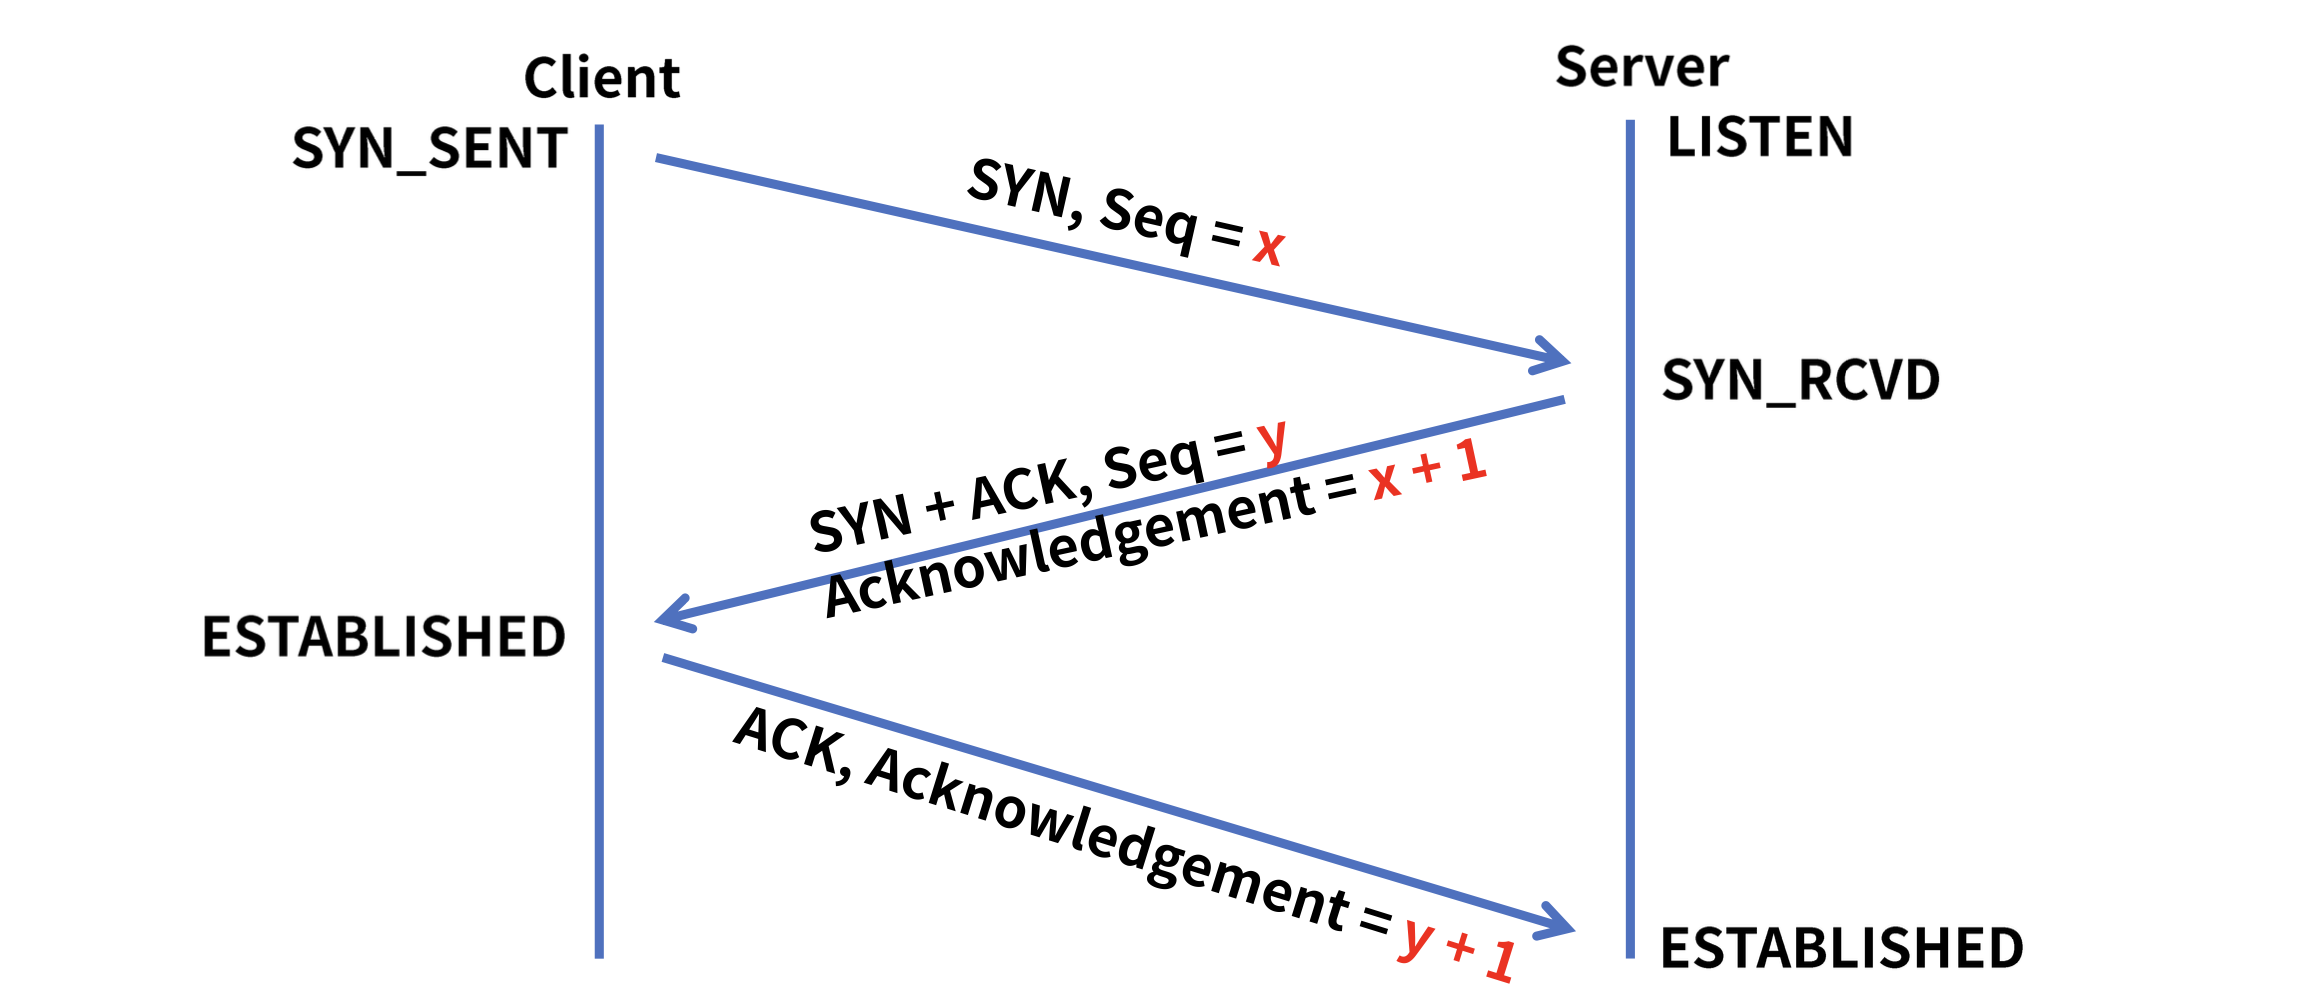 Client
Server
SYN_SENT
LISTEN
SYN, Seq = x
SYN_RCVD
SYN + ACK, Seq = y
Acknowledgement = x + 1
ESTABLISHED
ACK, Acknowledgement = y + 1
ESTABLISHED